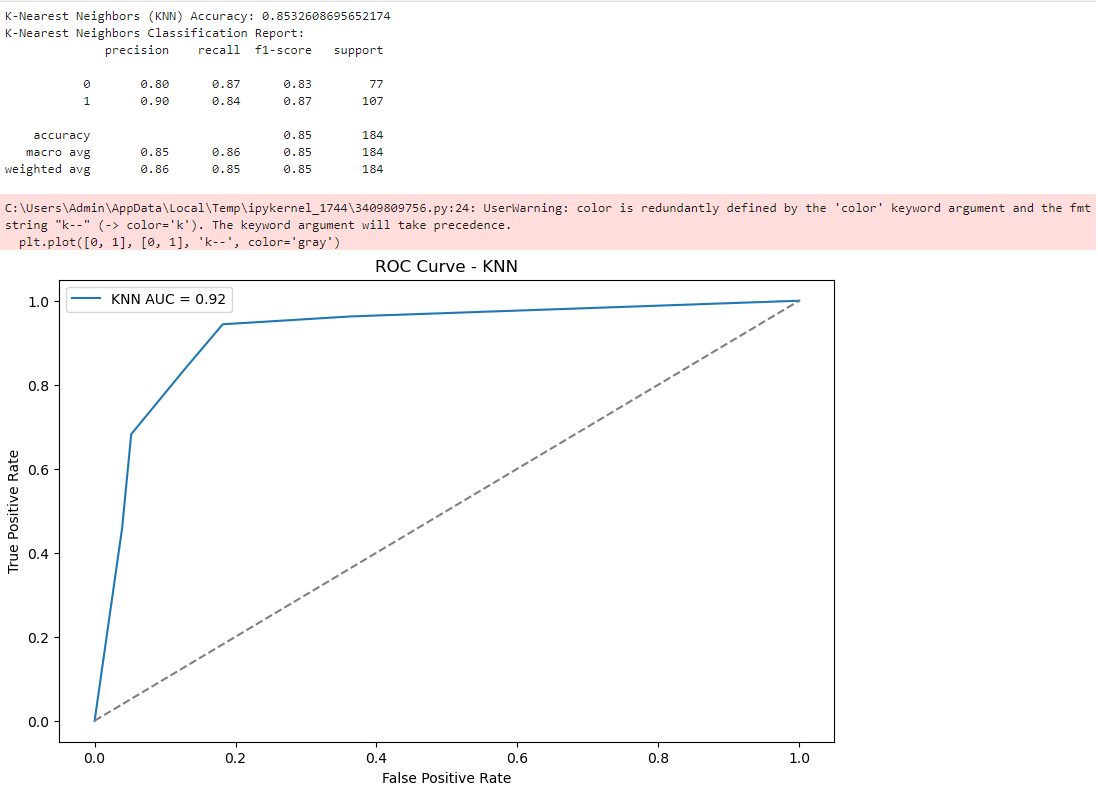 K-Nearest Neighbors (KNN) Accuracy: 0.8532608695652174
K-Nearest Neighbors Classification Report:
precision recall f1-score support
0 0.80 0.87 0.83 77
1 0.90 0.84 0.87 107
accuracy 0.85 184
macro avg 0.85 0.86 0.85 184
weighted avg 0.86 0.85 0.85 184
C:\Users\Admin\AppData\Local\Temp\ipykernel_1744\3409809756.py:24: UserWarning: color is redundantly defined by the 'color' keyword argument and the fmt
string "k--" (-> color='k'). The keyword argument will take precedence.
plt.plot([0, 1], [0, 1], 'k--', color='gray')
ROC Curve - KNN
KNN AUC = 0.92
True Positive Rate
1.0
0.8
0.6
0.4
0.2
0.0
0.0 0.2 0.4 0.6 0.8 1.0
False Positive Rate